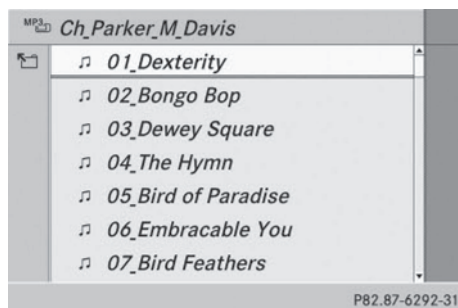 MP3 Ch_Parker_M_Davis
01_Dexterity
02_Bongo Bop
03_Dewey Square
04_The Hymn
05_Bird of Paradise
06_Embracable You
07_Bird Feathers
P82.87-6292-31